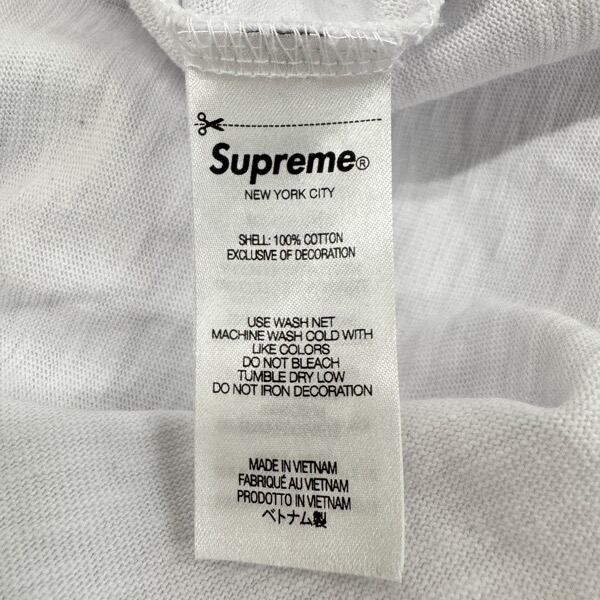 Supreme®
NEW YORK CITY
SHELL: 100% COTTON
EXCLUSIVE OF DECORATION
USE WASH NET
MACHINE WASH COLD WITH
LIKE COLORS
DO NOT BLEACH
TUMBLE DRY LOW
DO NOT IRON DECORATION
MADE IN VIETNAM
FABRIQUÉ AU VIETNAM
PRODOTTO IN VIETNAM
ベトナム製